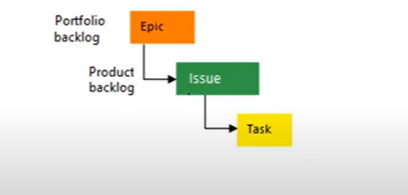 Portfolio
backlog
Epic
Product
backlog
Issue
Task